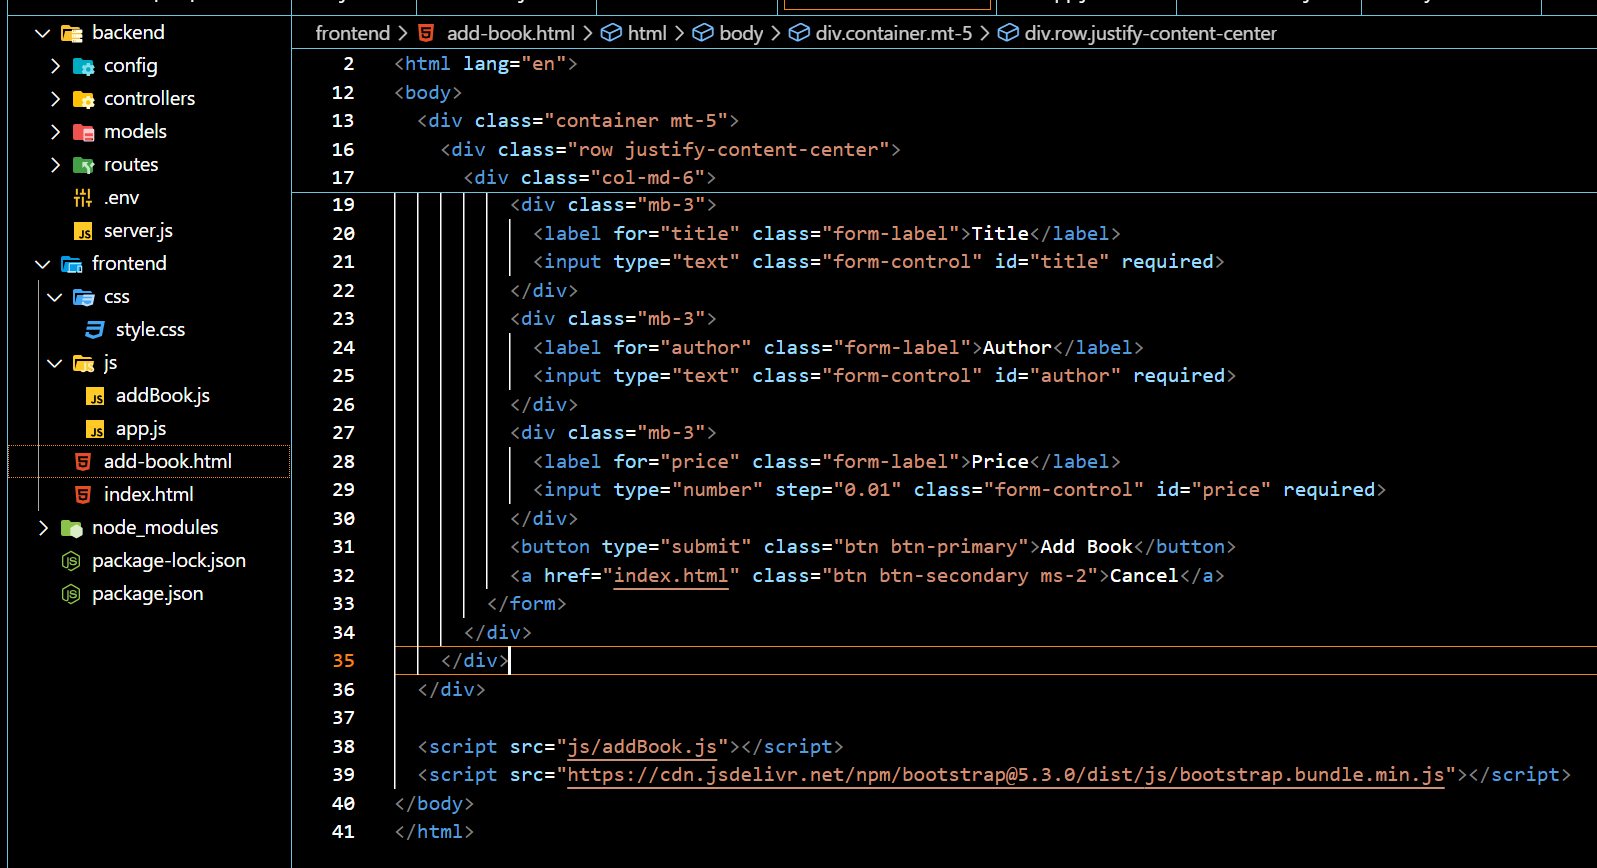 backend
config
controllers
models
routes
.env
server.js
frontend
css
style.css
js
addBook.js
app.js
add-book.html
index.html
node_modules
package-lock.json
package.json
frontend > add-book.html > html > body > div.container.mt-5 > div.row.justify-content-center
2 <html lang="en">
12 <body>
13 <div class="container mt-5">
16 <div class="row justify-content-center">
17 <div class="col-md-6">
19 <div class="mb-3">
20 <label for="title" class="form-label">Title</label>
21 <input type="text" class="form-control" id="title" required>
22 </div>
23 <div class="mb-3">
24 <label for="author" class="form-label">Author</label>
25 <input type="text" class="form-control" id="author" required>
26 </div>
27 <div class="mb-3">
28 <label for="price" class="form-label">Price</label>
29 <input type="number" step="0.01" class="form-control" id="price" required>
30 </div>
31 <button type="submit" class="btn btn-primary">Add Book</button>
32 <a href="index.html" class="btn btn-secondary ms-2">Cancel</a>
33 </form>
34 </div>
35 </div>
36 </div>
37
38 <script src="js/addBook.js"></script>
39 <script src="https://cdn.jsdelivr.net/npm/bootstrap@5.3.0/dist/js/bootstrap.bundle.min.js"></script>
40 </body>
41 </html>